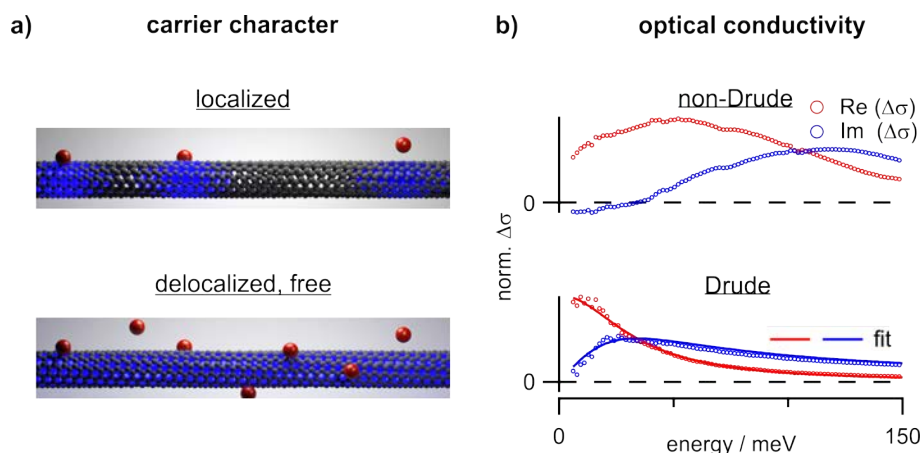 a)
carrier character
localized
delocalized, free
b)
optical conductivity
non-Drude
Re (Δσ)
Im (Δσ)
0
norm. Δσ
Drude
fit
0
0
150
energy / meV